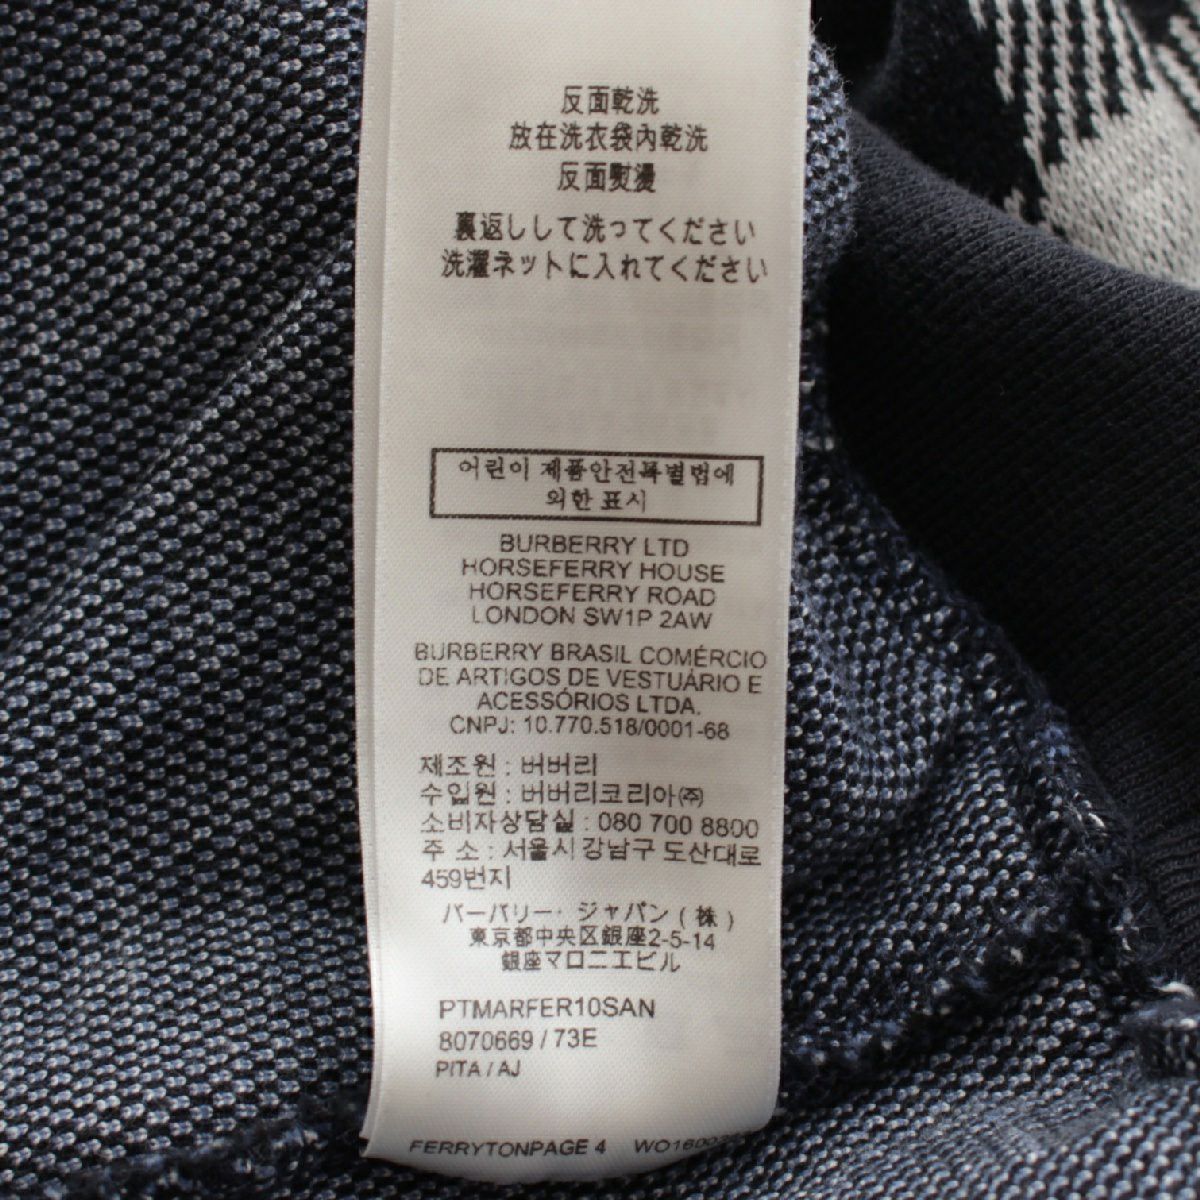 反面乾洗
放在洗衣袋內乾洗
反面熨燙
裏返しして洗ってください
洗濯ネットに入れてください
어린이 제품안전특별법에
의한 표시
BURBERRY LTD
HORSEFERRY HOUSE
HORSEFERRY ROAD
LONDON SW1P 2AW
BURBERRY BRASIL COMÉRCIO
DE ARTIGOS DE VESTUÁRIO E
ACESSÓRIOS LTDA.
CNPJ: 10.770.518/0001-68
제조원 : 버버리
수입원 : 버버리코리아㈜
소비자상담실 : 080 700 8800
주 소 : 서울시 강남구 도산대로
459번지
バーバリー・ジャパン(株)
東京都中央区銀座2-5-14
銀座マロニエビル
PTMARFER10SAN
8070669 / 73E
PITA / AJ
FERRYTONPAGE 4